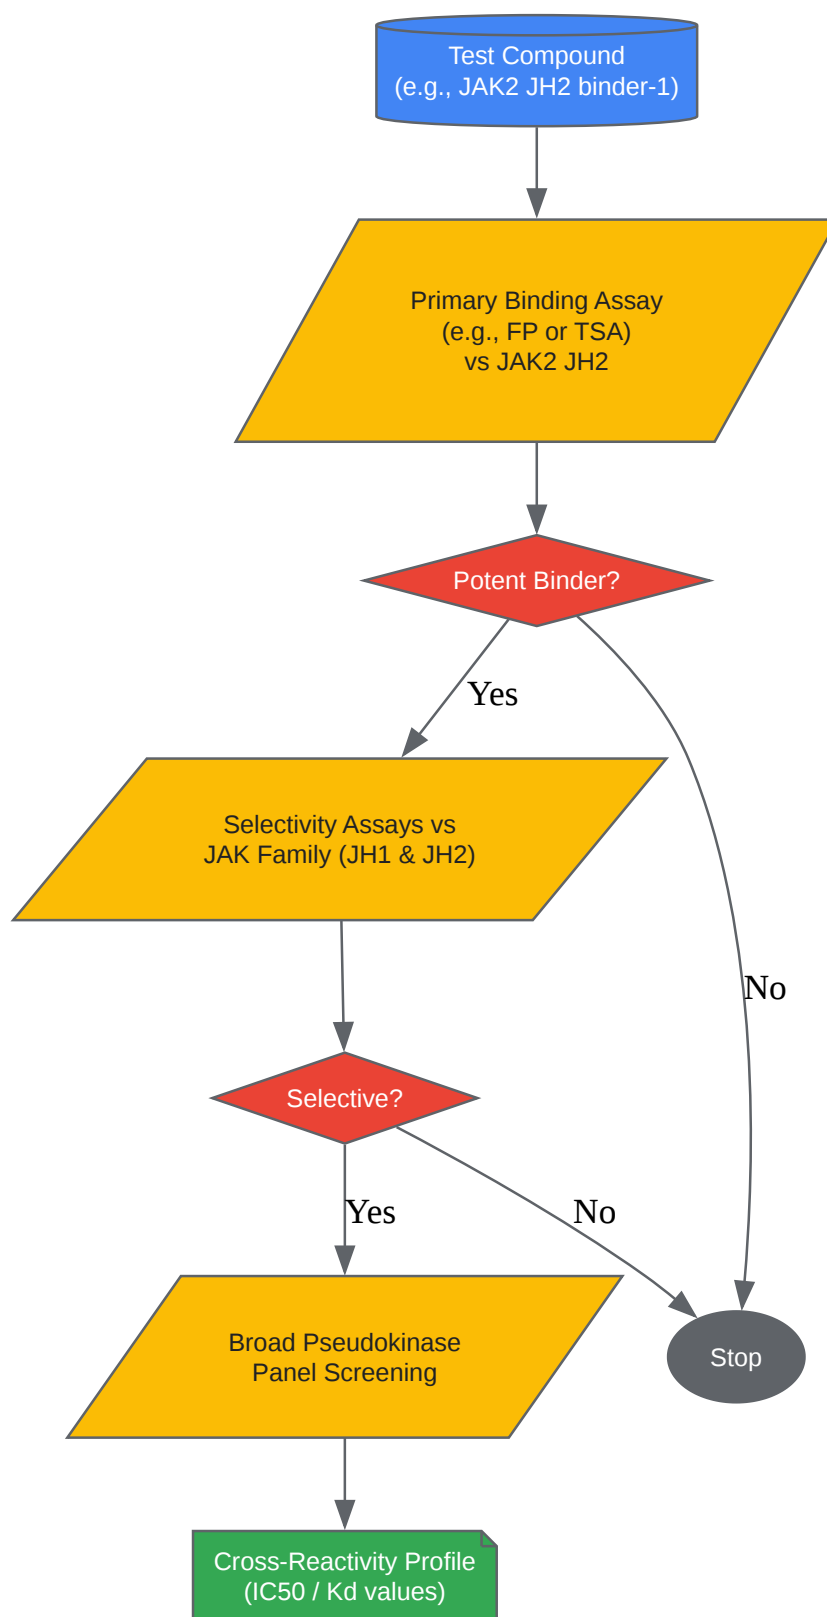 Test Compound
(e.g., JAK2 JH2 binder-1)
Primary Binding Assay
(e.g., FP or TSA)
vs JAK2 JH2
Potent Binder?
Yes
Selectivity Assays vs
JAK Family (JH1 & JH2)
No
Selective?
Yes
No
Broad Pseudokinase
Panel Screening
Stop
Cross-Reactivity Profile
(IC50 / Kd values)